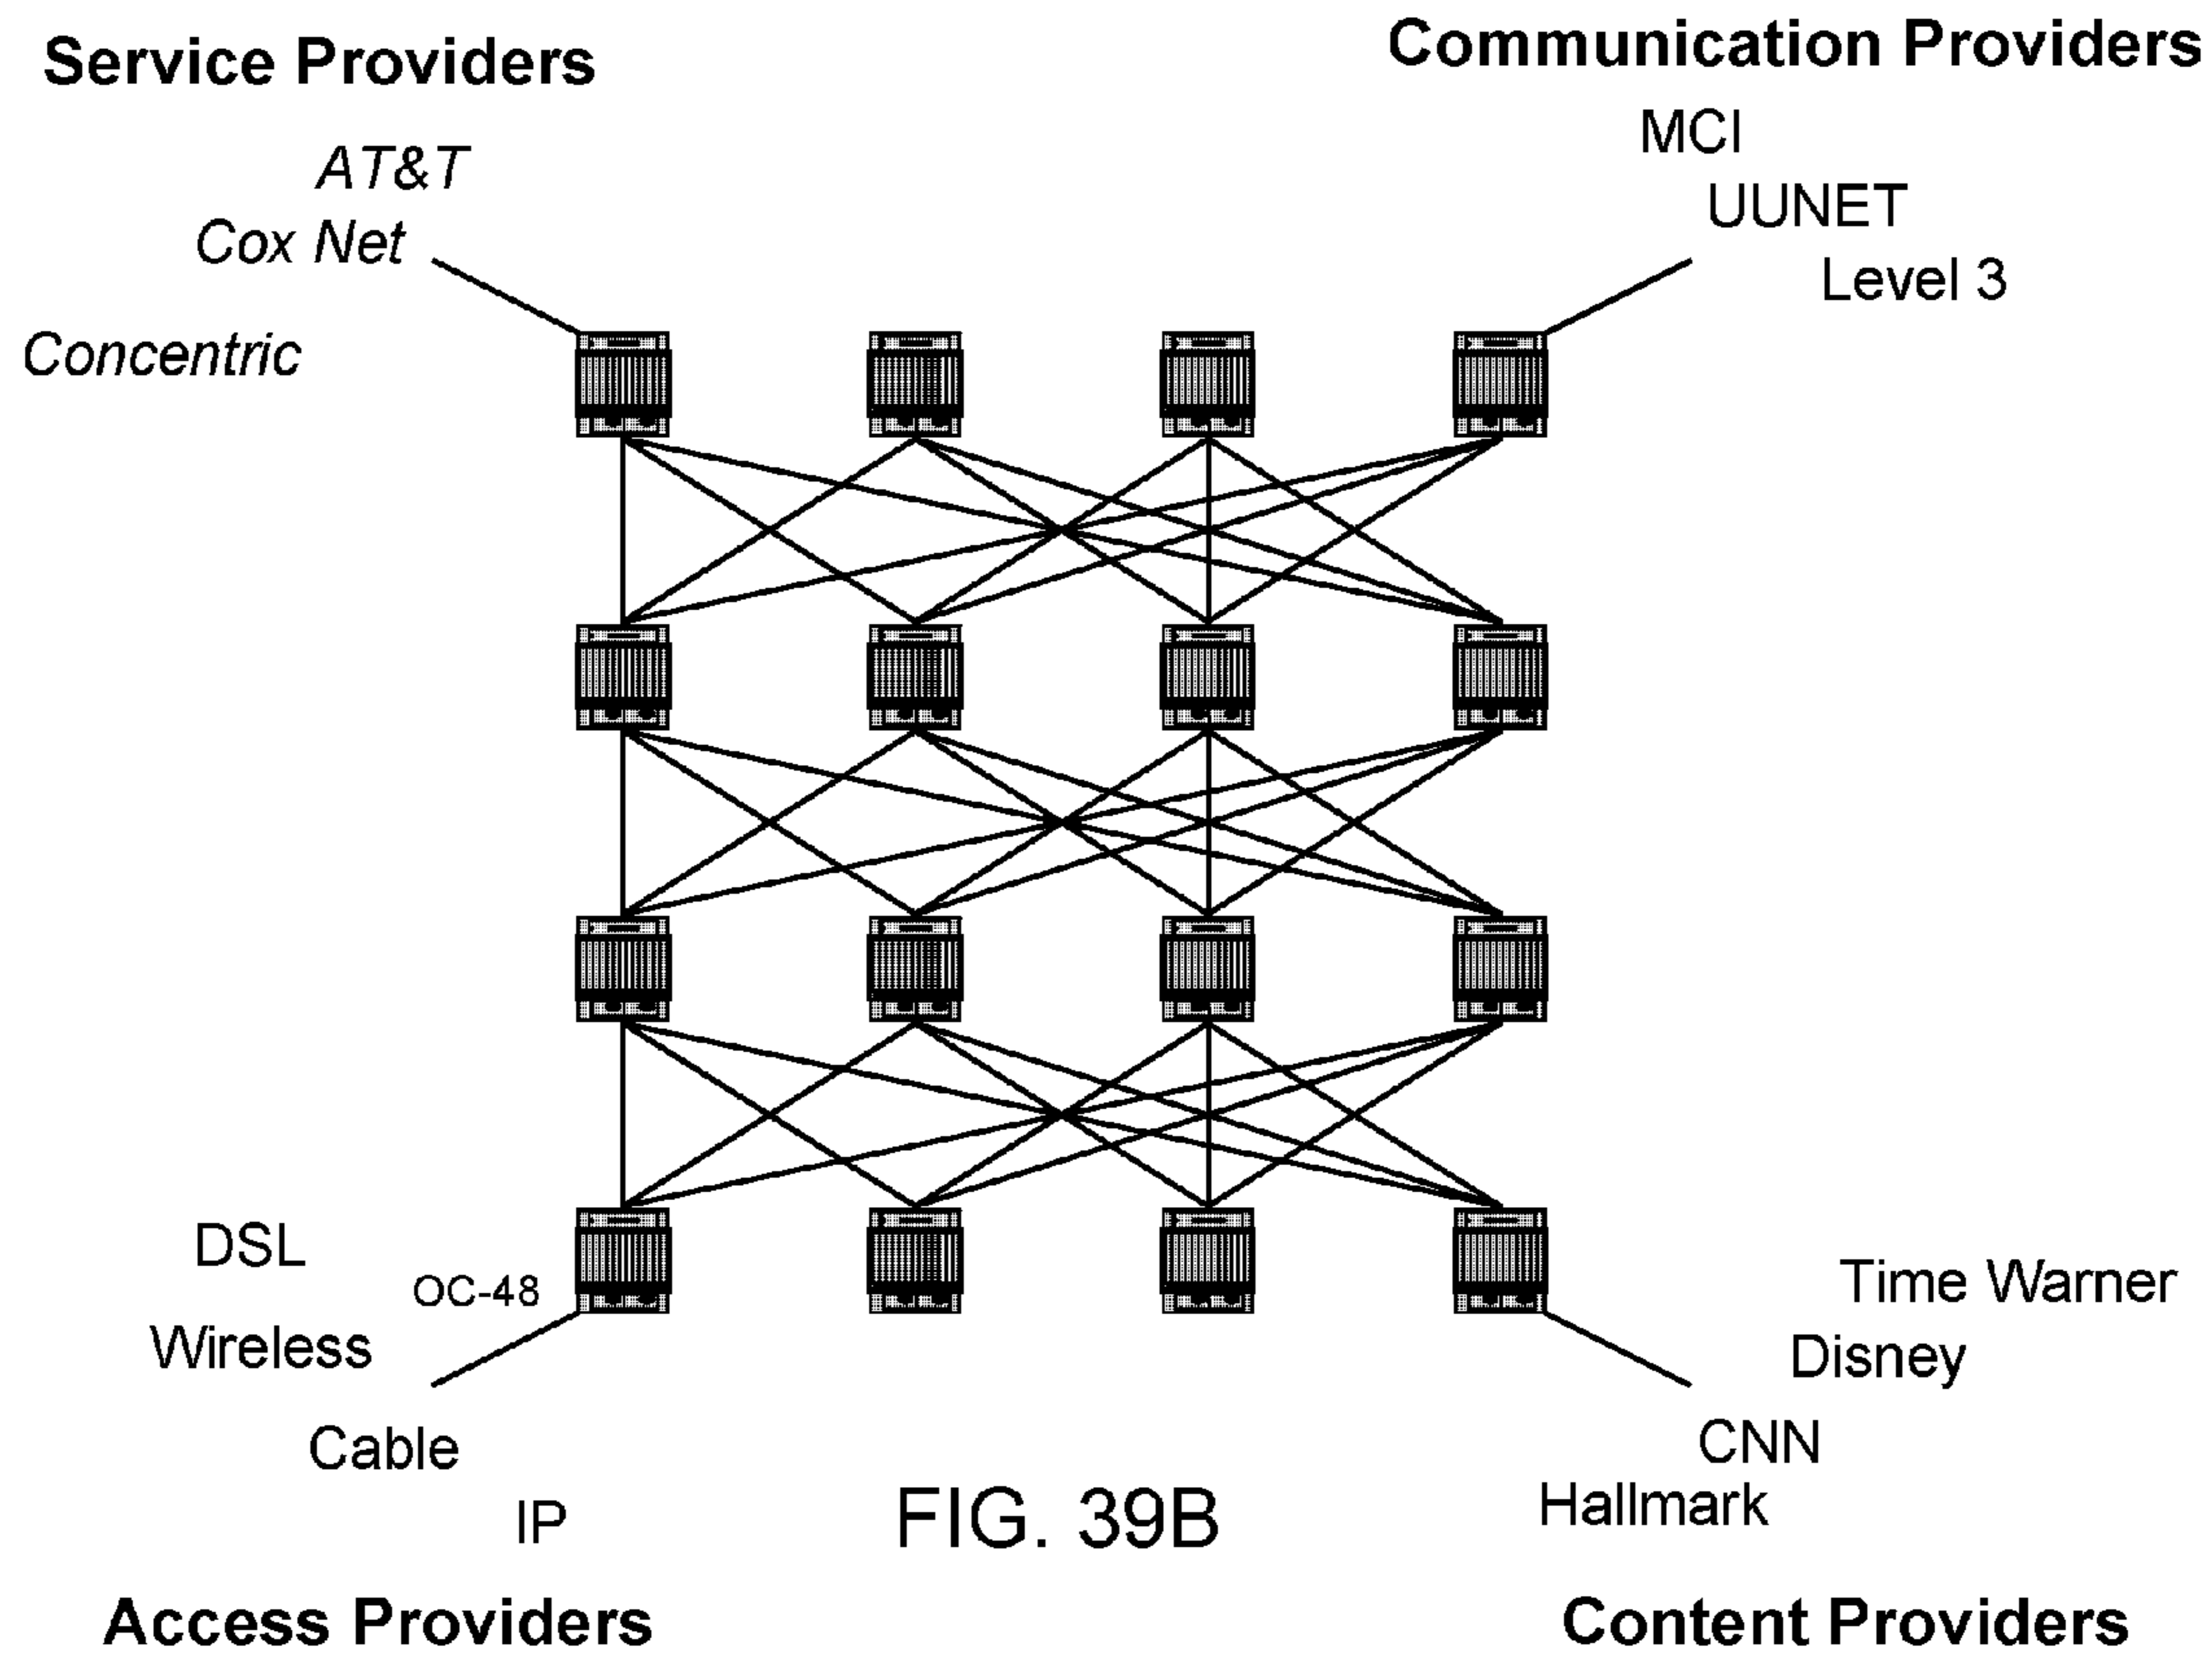 Service Providers
AT&T
Cox Net
Concentric
Communication Providers
MCI
UUNET
Level 3
DSL
OC-48
Wireless
Cable
IP
Access Providers
FIG. 39B
Time Warner
Disney
CNN
Hallmark
Content Providers